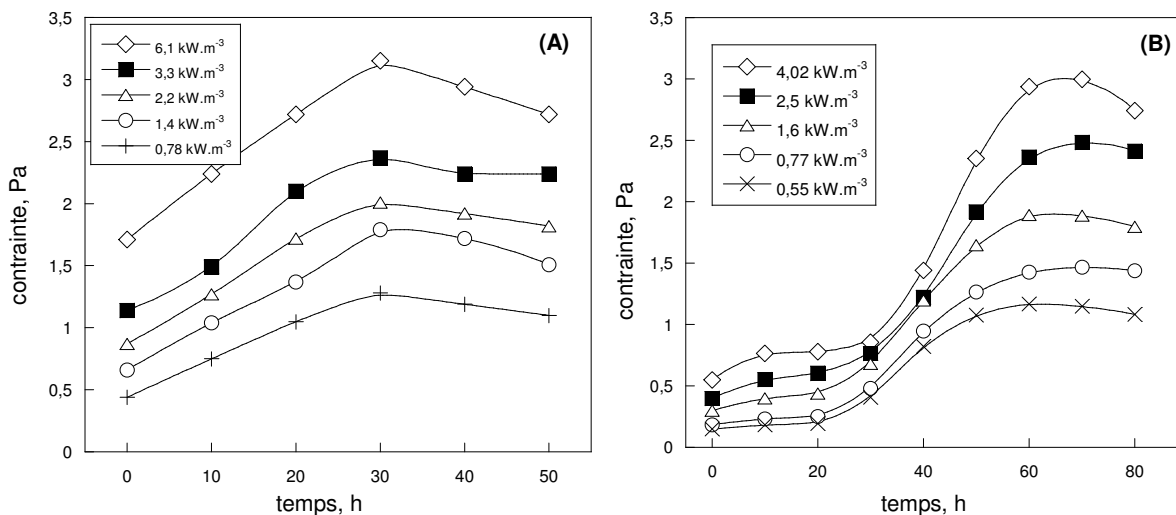 3,5
3
2,5
2
1,5
1
0,5
0
contrainte, Pa
6,1 kW.m⁻³
3,3 kW.m⁻³
2,2 kW.m⁻³
1,4 kW.m⁻³
0,78 kW.m⁻³
(A)
0 10 20 30 40 50
temps, h
3,5
3
2,5
2
1,5
1
0,5
0
contrainte, Pa
4,02 kW.m⁻³
2,5 kW.m⁻³
1,6 kW.m⁻³
0,77 kW.m⁻³
0,55 kW.m⁻³
(B)
0 20 40 60 80
temps, h